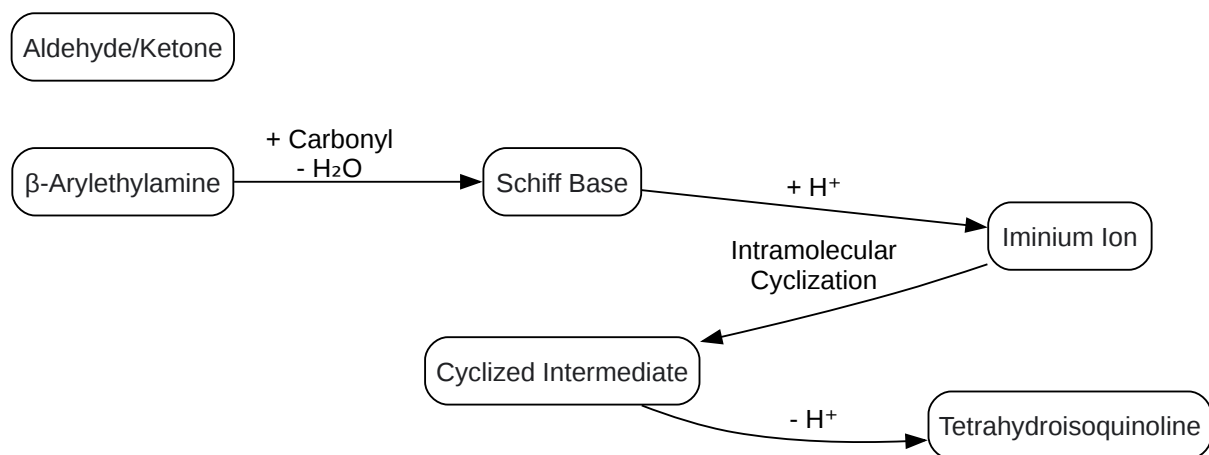 Aldehyde/Ketone
+ Carbonyl
- H₂O
β-Arylethylamine
Schiff Base
+ H⁺
Iminium Ion
Intramolecular
Cyclization
Cyclized Intermediate
- H⁺
Tetrahydroisoquinoline